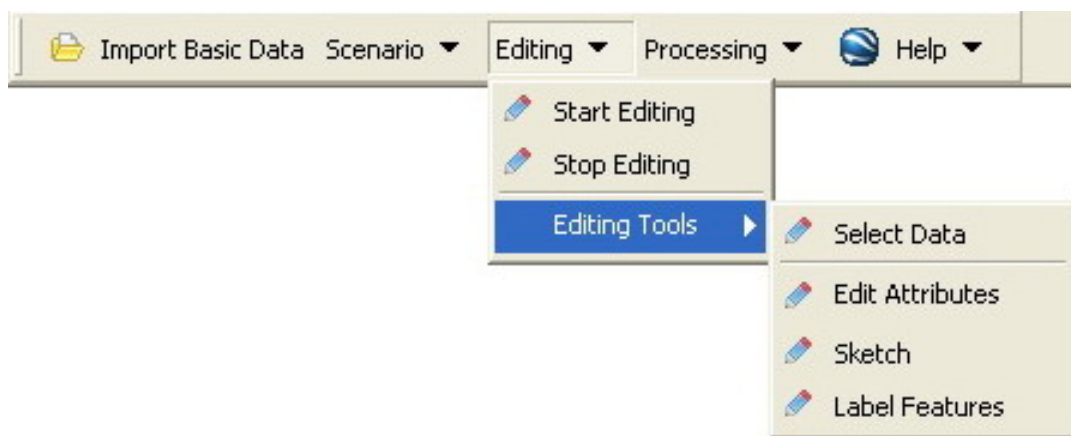 Import Basic Data Scenario Editing Processing Help
Start Editing
Stop Editing
Editing Tools
Select Data
Edit Attributes
Sketch
Label Features